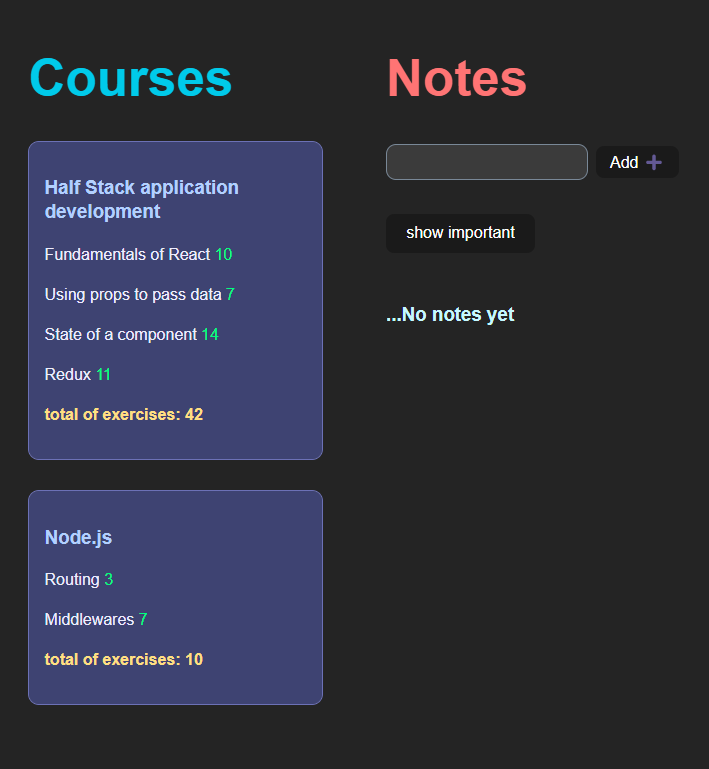 Courses
Half Stack application
development
Fundamentals of React 10
Using props to pass data 7
State of a component 14
Redux 11
total of exercises: 42
Node.js
Routing 3
Middlewares 7
total of exercises: 10
Notes
Add
show important
...No notes yet